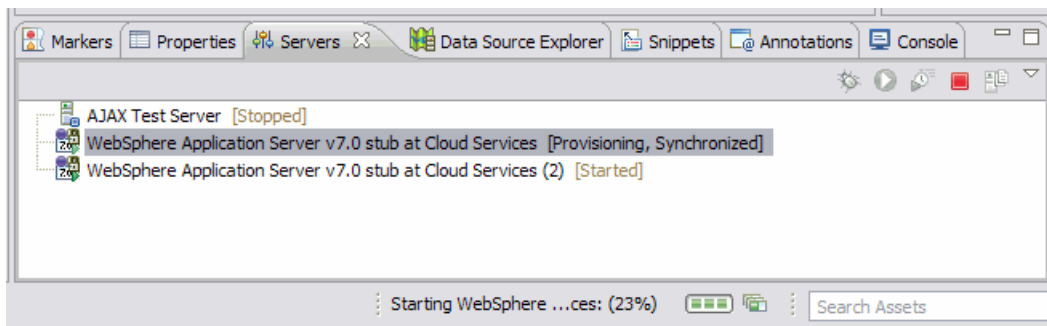 Markers Properties Servers Data Source Explorer Snippets Annotations Console
AJAX Test Server [Stopped]
WebSphere Application Server v7.0 stub at Cloud Services [Provisioning, Synchronized]
WebSphere Application Server v7.0 stub at Cloud Services (2) [Started]
Starting WebSphere ...ces: (23%) Search Assets